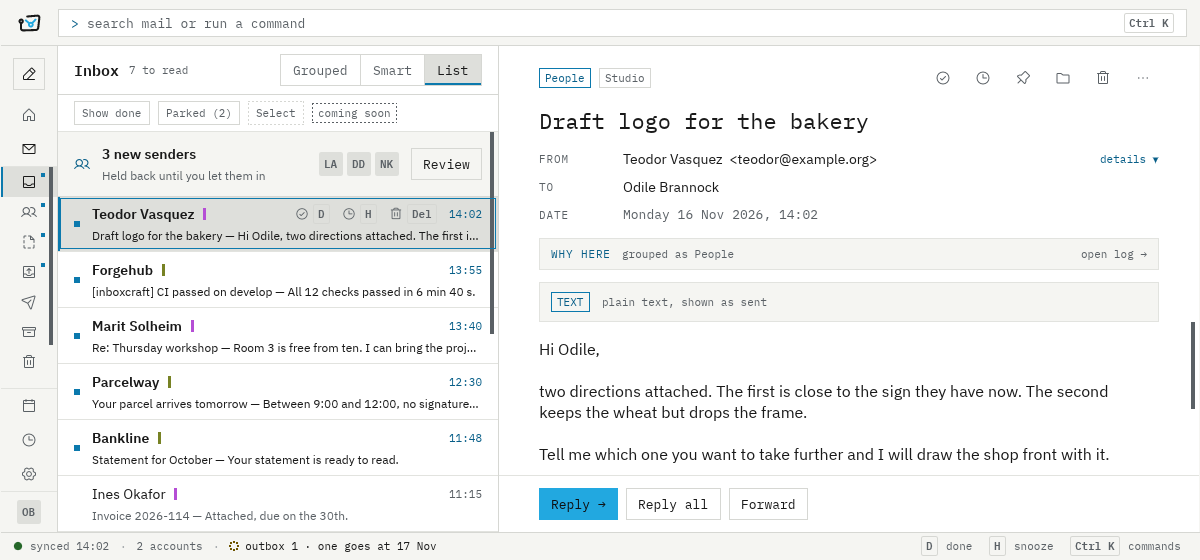 > search mail or run a command Ctrl K
Inbox 7 to read Grouped Smart List
Show done Parked (2) Select coming soon
3 new senders
Held back until you let them in
LA DD NK Review
Teodor Vasquez D H Del 14:02
Draft logo for the bakery — Hi Odile, two directions attached. The first i…
Forgehub 13:55
[inboxcraft] CI passed on develop — All 12 checks passed in 6 min 40 s.
Marit Solheim 13:40
Re: Thursday workshop — Room 3 is free from ten. I can bring the proj…
Parcelway 12:30
Your parcel arrives tomorrow — Between 9:00 and 12:00, no signature…
Bankline 11:48
Statement for October — Your statement is ready to read.
Ines Okafor 11:15
Invoice 2026-114 — Attached, due on the 30th.
OB
People Studio
Draft logo for the bakery
FROM Teodor Vasquez <teodor@example.org> details ▾
TO Odile Brannock
DATE Monday 16 Nov 2026, 14:02
WHY HERE grouped as People open log →
TEXT plain text, shown as sent
Hi Odile,
two directions attached. The first is close to the sign they have now. The second
keeps the wheat but drops the frame.
Tell me which one you want to take further and I will draw the shop front with it.
Reply → Reply all Forward
synced 14:02 · 2 accounts · outbox 1 · one goes at 17 Nov
D done H snooze Ctrl K commands